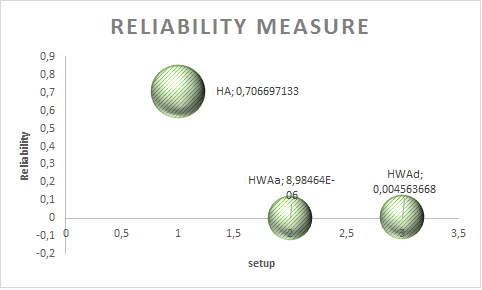 RELIABILITY MEASURE
0,9
0,8
0,7
0,6
0,5
0,4
0,3
0,2
0,1
0
-0,1
-0,2
Reliability
HA; 0,706697133
HWAa; 8,98464E-
06
HWAd;
0,004563668
0 0,5 1 1,5 2 2,5 3 3,5
setup